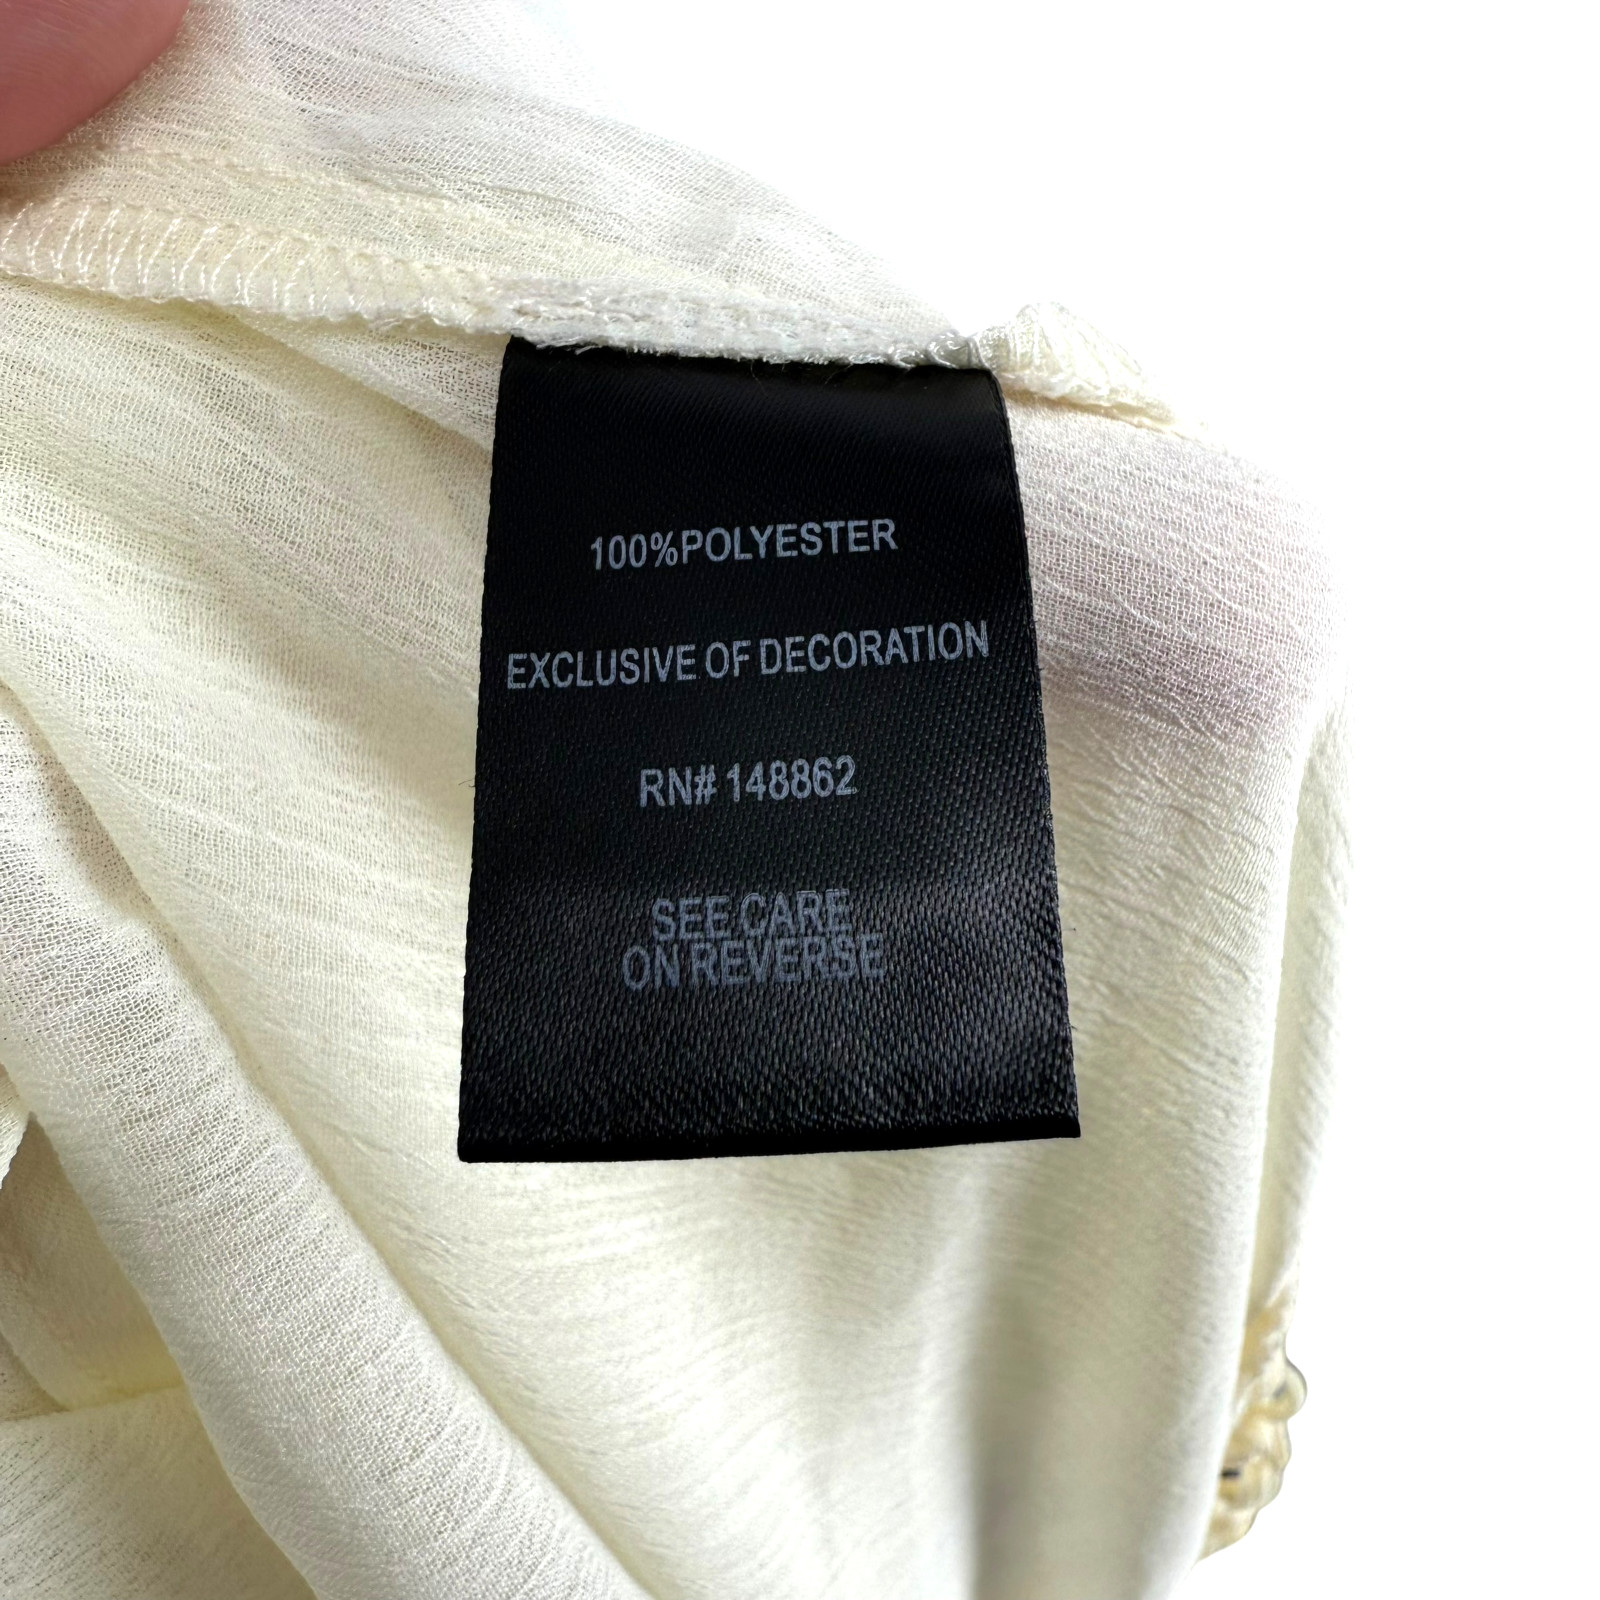 100%POLYESTER
EXCLUSIVE OF DECORATION
RN# 148862
SEE CARE
ON REVERSE